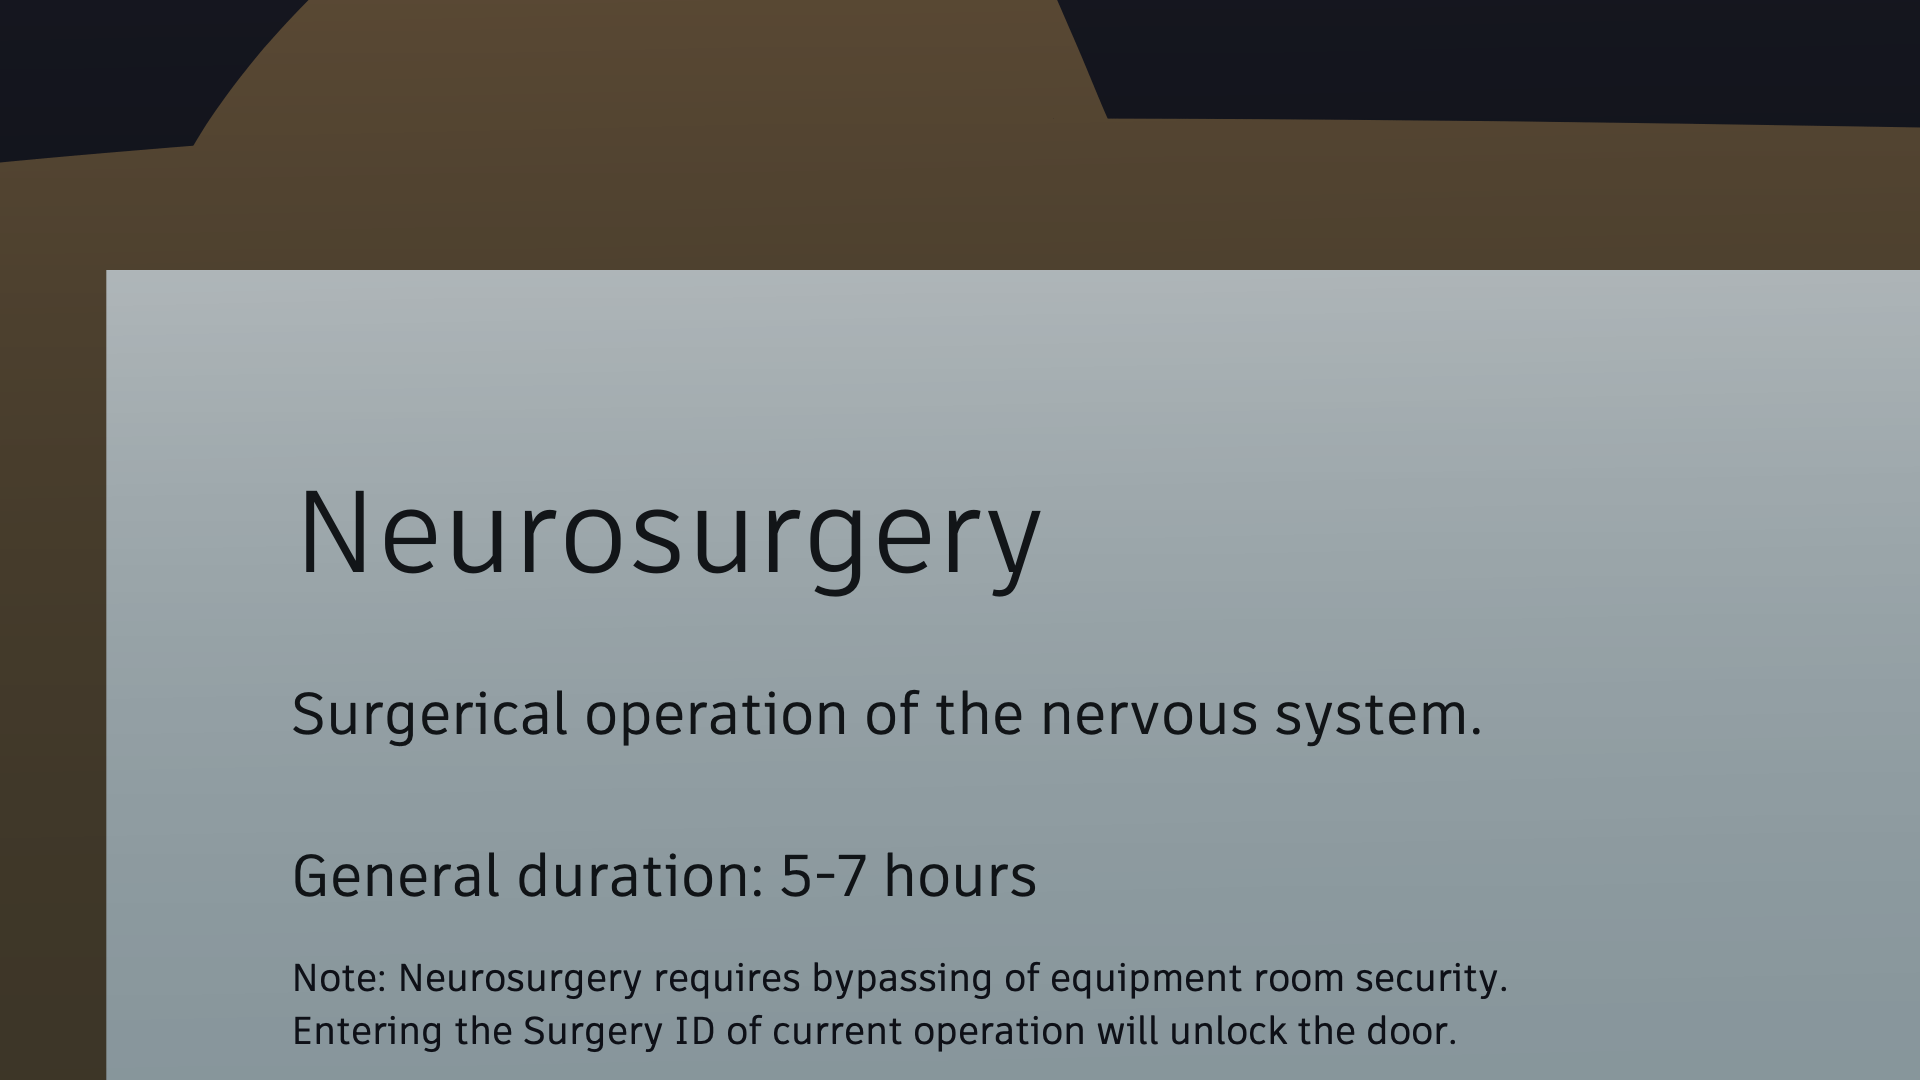 Neurosurgery
Surgerical operation of the nervous system.
General duration: 5-7 hours
Note: Neurosurgery requires bypassing of equipment room security.
Entering the Surgery ID of current operation will unlock the door.